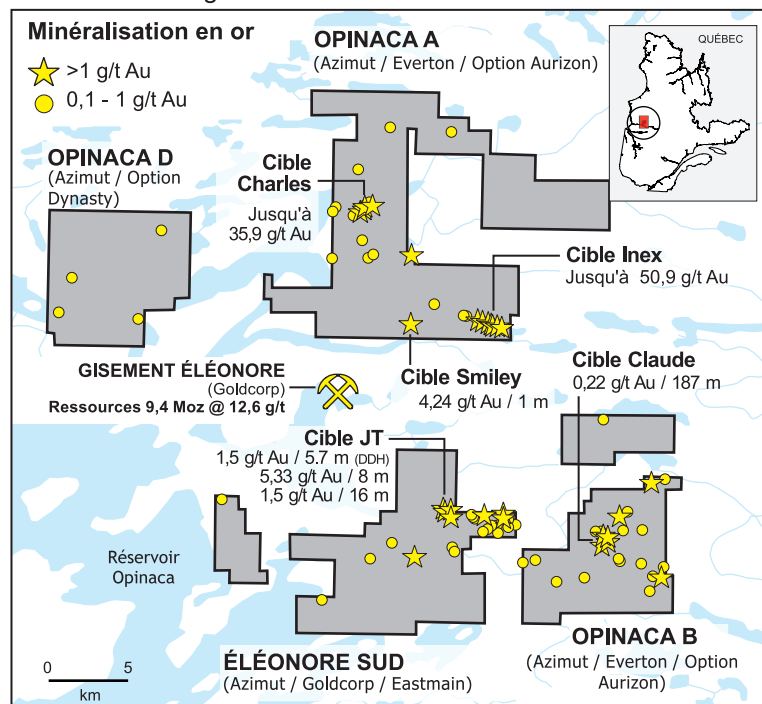 Minéralisation en or
>1 g/t Au
0,1 - 1 g/t Au
OPINACA A
(Azimut / Everton / Option Aurizon)
QUÉBEC
OPINACA D
(Azimut / Option
Dynasty)
Cible
Charles
Jusqu'à
35,9 g/t Au
Cible Inex
Jusqu'à 50,9 g/t Au
GISEMENT ÉLÉONORE
(Goldcorp)
Ressources 9,4 Moz @ 12,6 g/t
Cible Smiley
4,24 g/t Au / 1 m
Cible Claude
0,22 g/t Au / 187 m
Cible JT
1,5 g/t Au / 5.7 m (DDH)
5,33 g/t Au / 8 m
1,5 g/t Au / 16 m
Réservoir
Opinaca
0 5
km
ÉLÉONORE SUD
(Azimut / Goldcorp / Eastmain)
OPINACA B
(Azimut / Everton / Option
Aurizon)